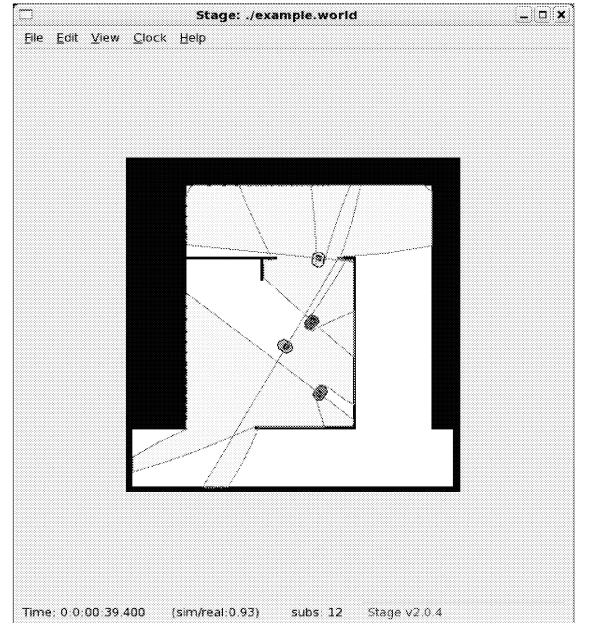 Stage: ./example.world
File Edit View Clock Help
Time: 0:0:00:39.400 (sim/real:0.93) subs: 12 Stage v2.0.4